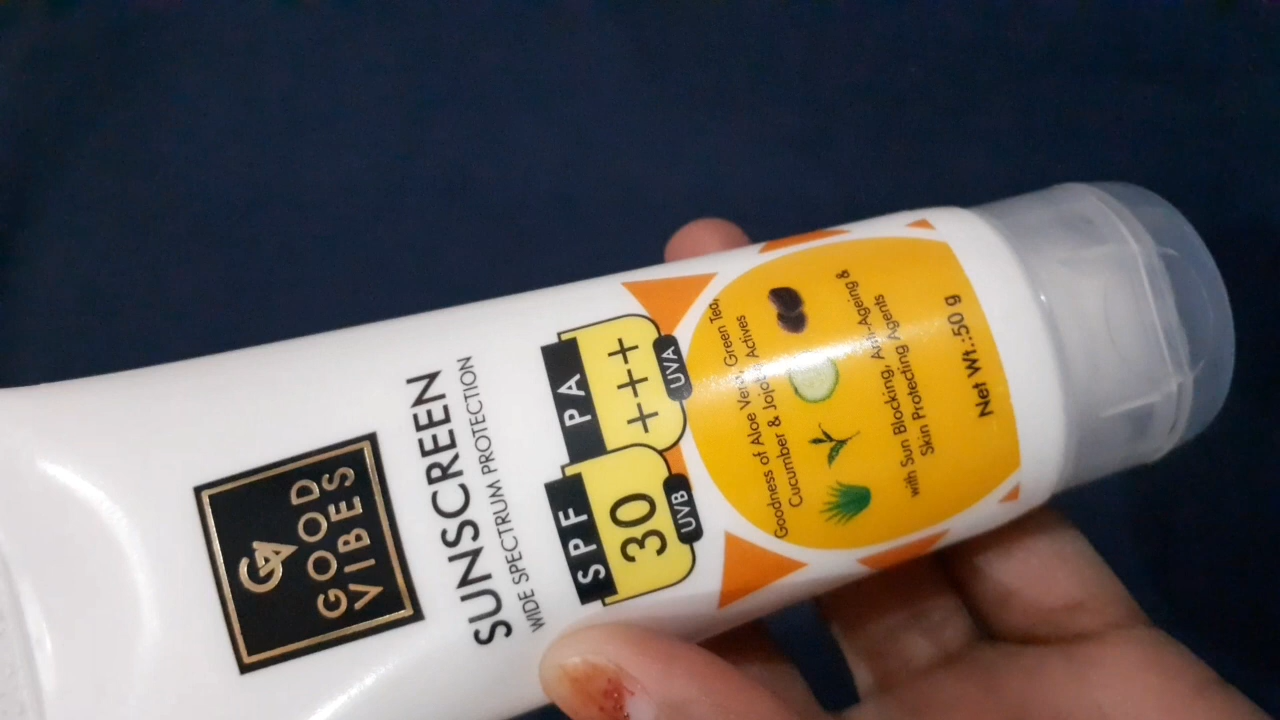 GV
GOOD
VIBES
SUNSCREEN
WIDE SPECTRUM PROTECTION
SPF
30
UVB
PA
+++
UVA
Goodness of Aloe Vera, Green Tea,
Cucumber & Jojoba Actives
with Sun Blocking, Anti-Ageing &
Skin Protecting Agents
Net Wt.:50 g